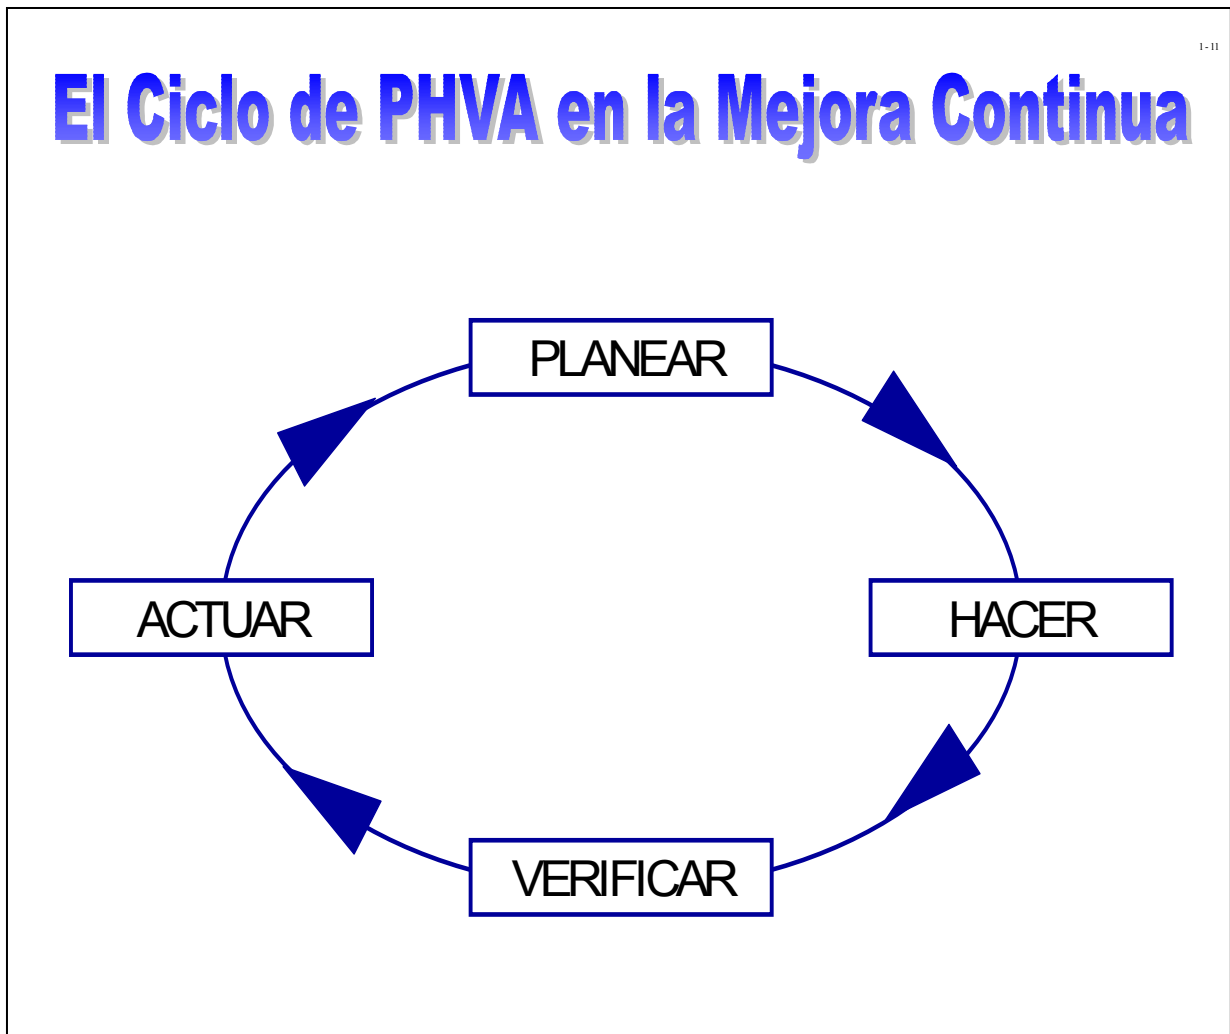 1-11
El Ciclo de PHVA en la Mejora Continua
PLANEAR
ACTUAR
HACER
VERIFICAR